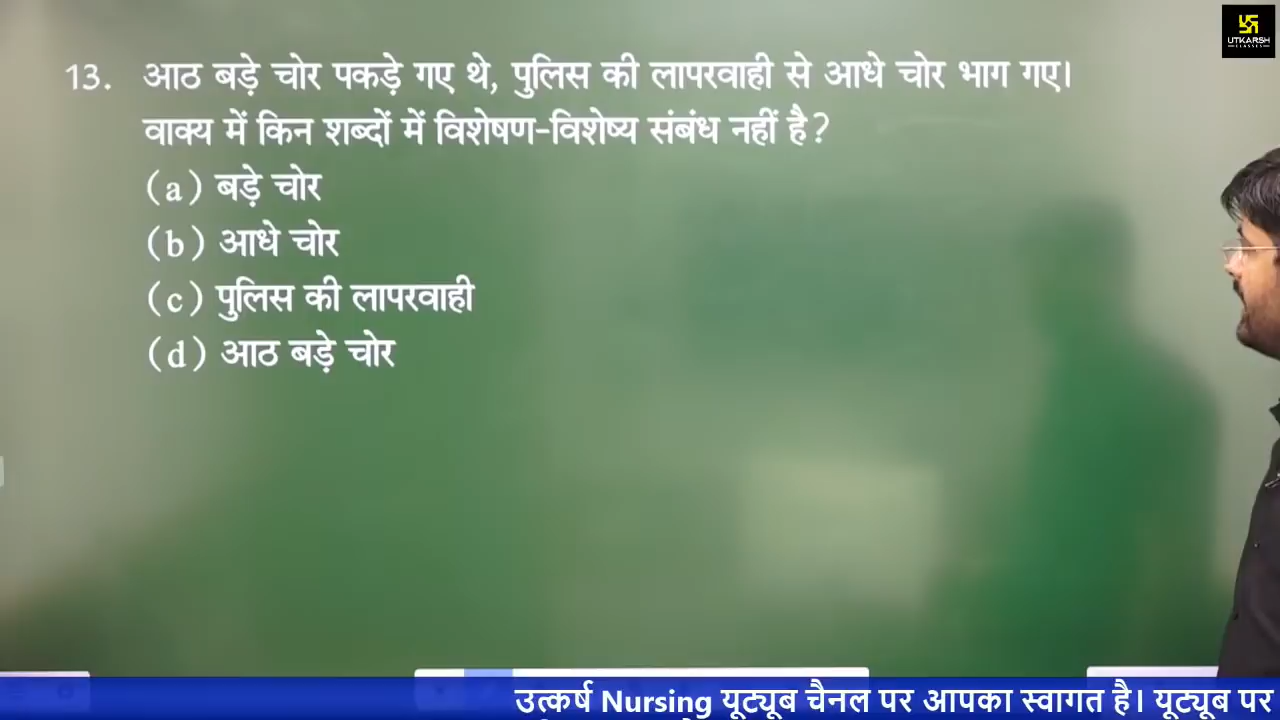 UTKARSH
CLASSES
13. आठ बड़े चोर पकड़े गए थे, पुलिस की लापरवाही से आधे चोर भाग गए।
वाक्य में किन शब्दों में विशेषण-विशेष्य संबंध नहीं है?
(a) बड़े चोर
(b) आधे चोर
(c) पुलिस की लापरवाही
(d) आठ बड़े चोर
उत्कर्ष Nursing यूट्यूब चैनल पर आपका स्वागत है। यूट्यूब पर